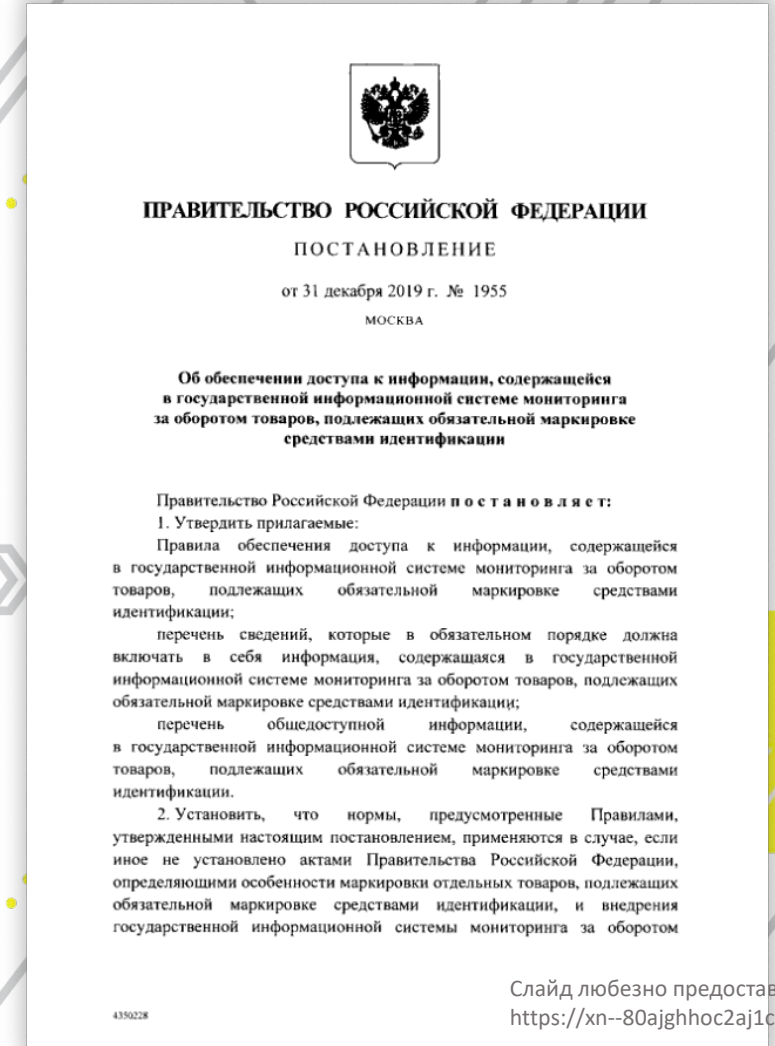 ПРАВИТЕЛЬСТВО РОССИЙСКОЙ ФЕДЕРАЦИИ
ПОСТАНОВЛЕНИЕ
от 31 декабря 2019 г. № 1955
МОСКВА
Об обеспечении доступа к информации, содержащейся
в государственной информационной системе мониторинга
за оборотом товаров, подлежащих обязательной маркировке
средствами идентификации
Правительство Российской Федерации п о с т а н о в л я е т:
1. Утвердить прилагаемые:
Правила обеспечения доступа к информации, содержащейся
в государственной информационной системе мониторинга за оборотом
товаров, подлежащих обязательной маркировке средствами
идентификации;
перечень сведений, которые в обязательном порядке должна
включать в себя информация, содержащаяся в государственной
информационной системе мониторинга за оборотом товаров, подлежащих
обязательной маркировке средствами идентификации;
перечень общедоступной информации, содержащейся
в государственной информационной системе мониторинга за оборотом
товаров, подлежащих обязательной маркировке средствами
идентификации.
2. Установить, что нормы, предусмотренные Правилами,
утвержденными настоящим постановлением, применяются в случае, если
иное не установлено актами Правительства Российской Федерации,
определяющими особенности маркировки отдельных товаров, подлежащих
обязательной маркировке средствами идентификации, и внедрения
государственной информационной системы мониторинга за оборотом
Слайд любезно предостав
4350228
https://xn--80ajghhoc2aj1c